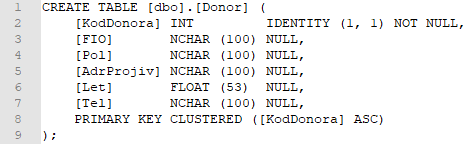 1 CREATE TABLE [dbo].[Donor] (
2     [KodDonora] INT         IDENTITY (1, 1) NOT NULL,
3     [FIO]       NCHAR (100) NULL,
4     [Pol]       NCHAR (100) NULL,
5     [AdrProjiv] NCHAR (100) NULL,
6     [Let]       FLOAT (53)  NULL,
7     [Tel]       NCHAR (100) NULL,
8     PRIMARY KEY CLUSTERED ([KodDonora] ASC)
9 );